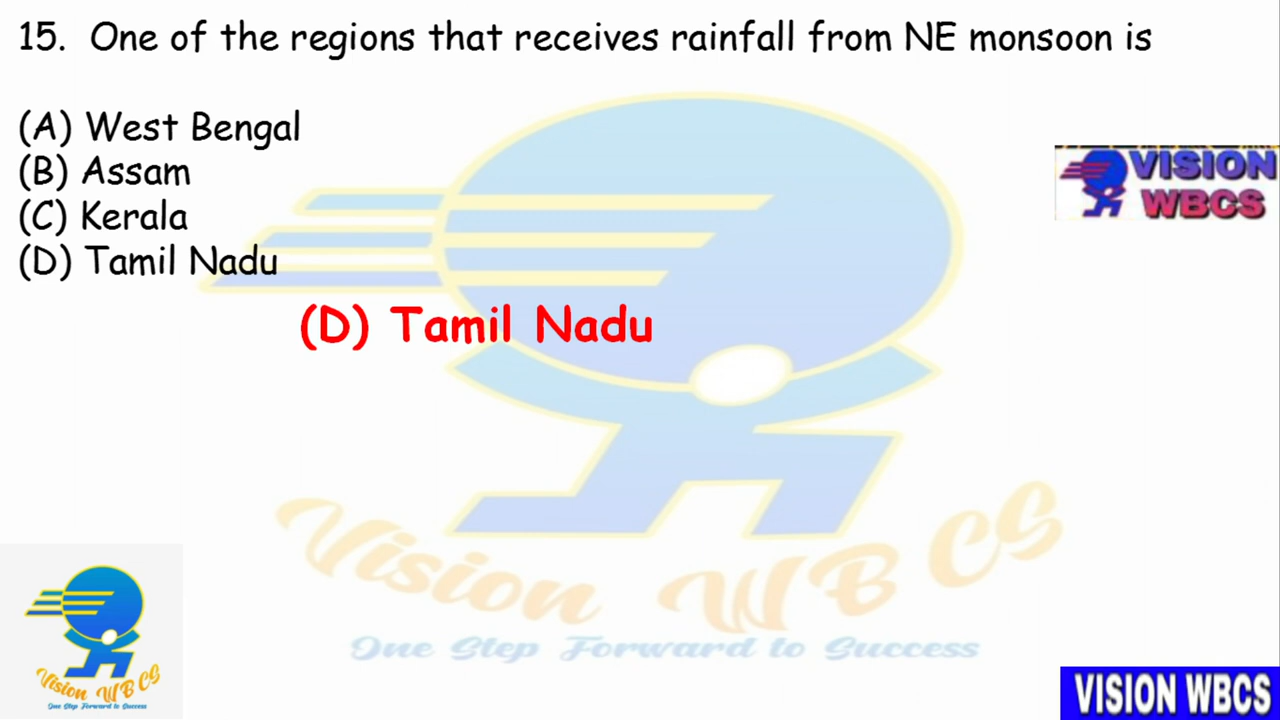 15. One of the regions that receives rainfall from NE monsoon is
(A) West Bengal
(B) Assam
(C) Kerala
(D) Tamil Nadu
(D) Tamil Nadu
VISION
WBCS
Vision WBCS
One Step Forward to Success
Vision WBCS
One Step Forward to Success
VISION WBCS